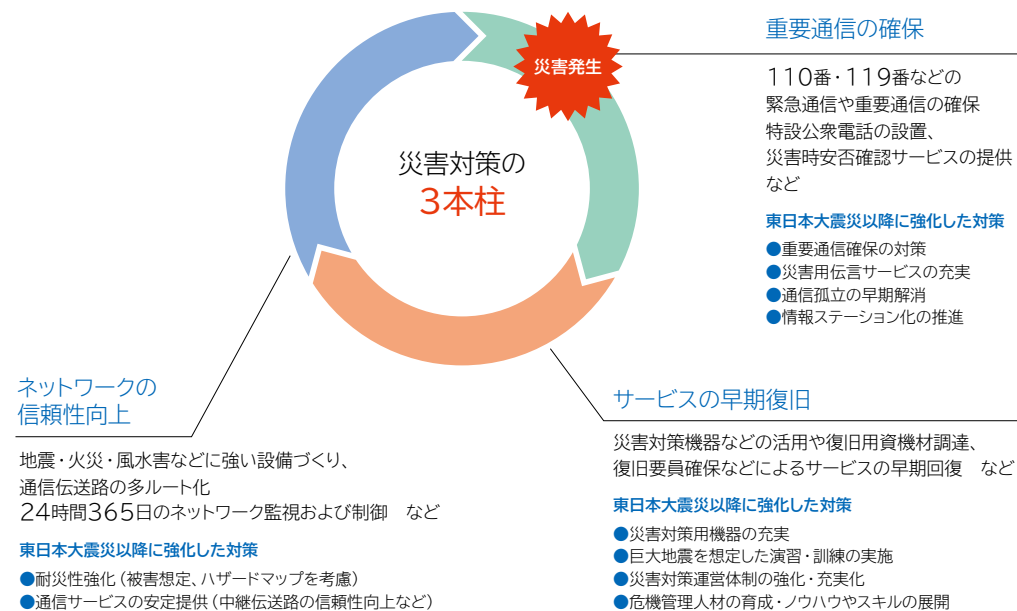 災害対策の
3本柱
災害発生
重要通信の確保
110番・119番などの
緊急通信や重要通信の確保
特設公衆電話の設置、
災害時安否確認サービスの提供
など
東日本大震災以降に強化した対策
●重要通信確保の対策
●災害用伝言サービスの充実
●通信孤立の早期解消
●情報ステーション化の推進
サービスの早期復旧
災害対策機器などの活用や復旧用資機材調達、
復旧要員確保などによるサービスの早期回復　など
東日本大震災以降に強化した対策
●災害対策用機器の充実
●巨大地震を想定した演習・訓練の実施
●災害対策運営体制の強化・充実化
●危機管理人材の育成・ノウハウやスキルの展開
ネットワークの
信頼性向上
地震・火災・風水害などに強い設備づくり、
通信伝送路の多ルート化
24時間365日のネットワーク監視および制御　など
東日本大震災以降に強化した対策
●耐災性強化（被害想定、ハザードマップを考慮）
●通信サービスの安定提供（中継伝送路の信頼性向上など）